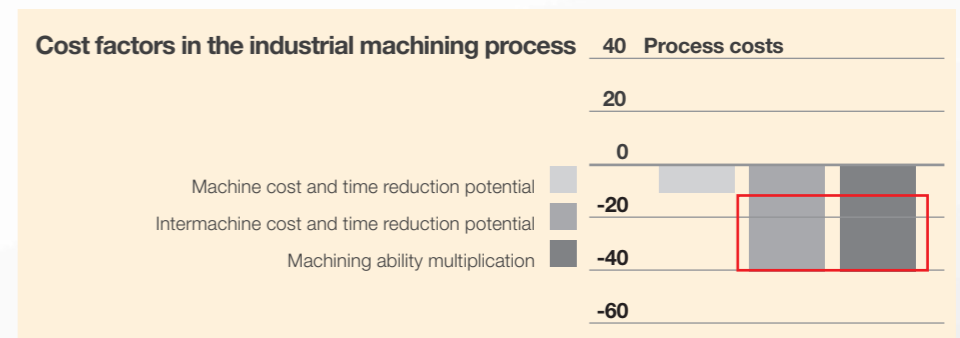 Cost factors in the industrial machining process
40 Process costs
20
0
Machine cost and time reduction potential
-20
Intermachine cost and time reduction potential
Machining ability multiplication
-40
-60